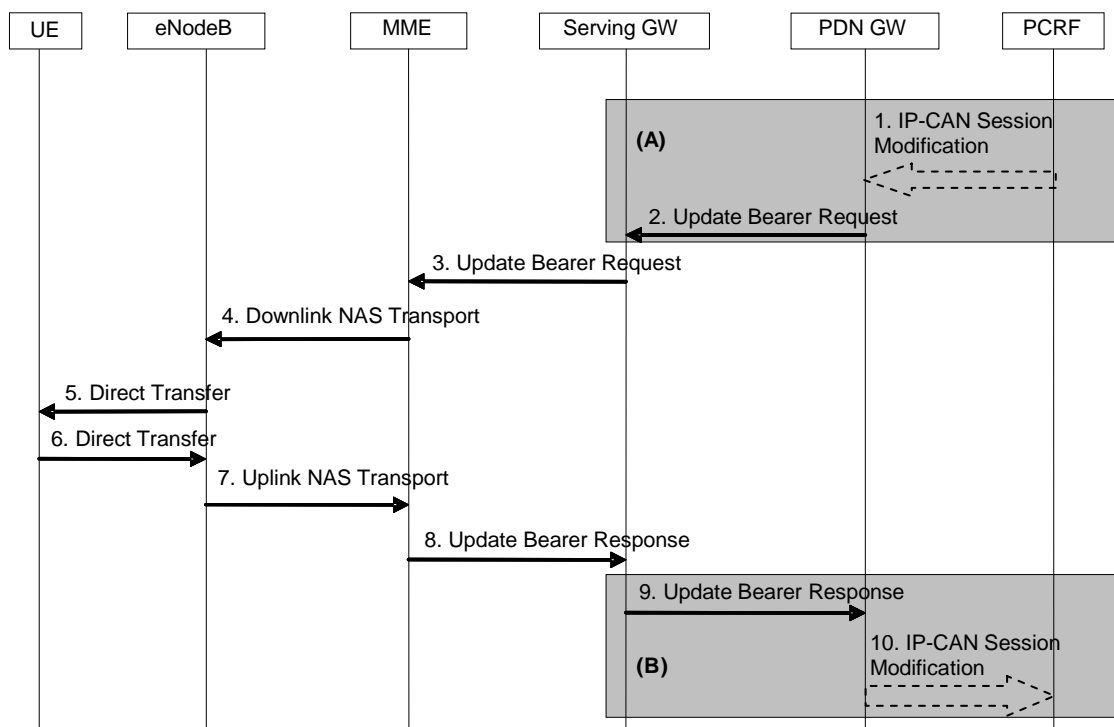 UE
eNodeB
MME
Serving GW
PDN GW
PCRF
(A)
1. IP-CAN Session
Modification
2. Update Bearer Request
3. Update Bearer Request
4. Downlink NAS Transport
5. Direct Transfer
6. Direct Transfer
7. Uplink NAS Transport
8. Update Bearer Response
9. Update Bearer Response
(B)
10. IP-CAN Session
Modification